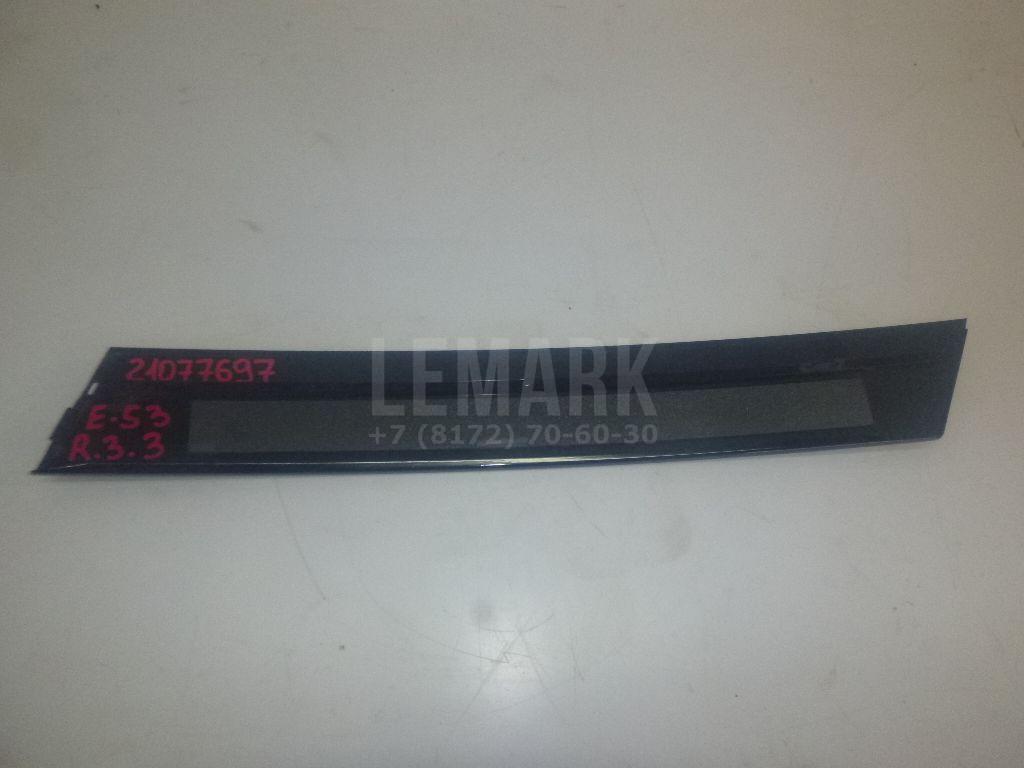 21077697
E-53
R.3.3
LEMARK
+7 (8172) 70-60-30